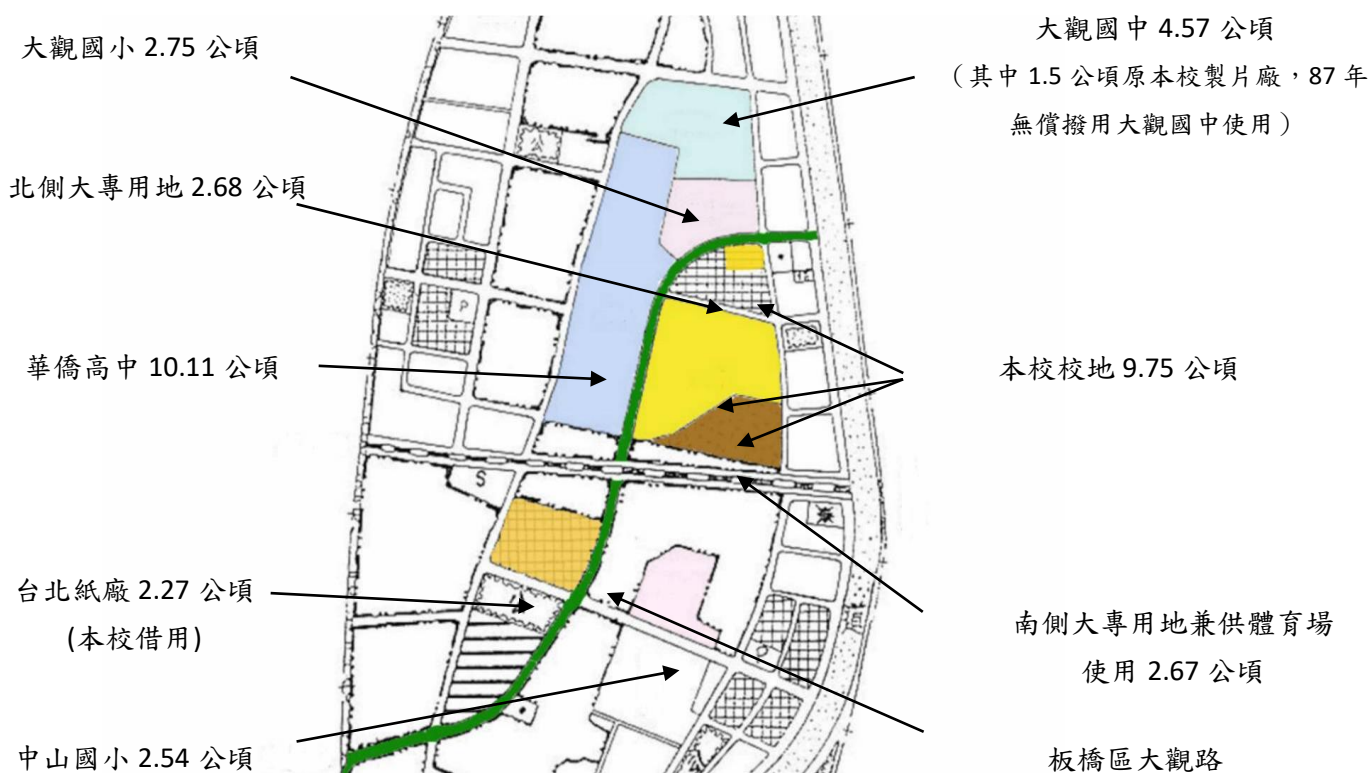 大觀國小 2.75 公頃
大觀國中 4.57 公頃
（其中 1.5 公頃原本校製片廠，87 年
無償撥用大觀國中使用）
北側大專用地 2.68 公頃
公
P
華僑高中 10.11 公頃
本校校地 9.75 公頃
S
台北紙廠 2.27 公頃
(本校借用)
南側大專用地兼供體育場
使用 2.67 公頃
中山國小 2.54 公頃
板橋區大觀路